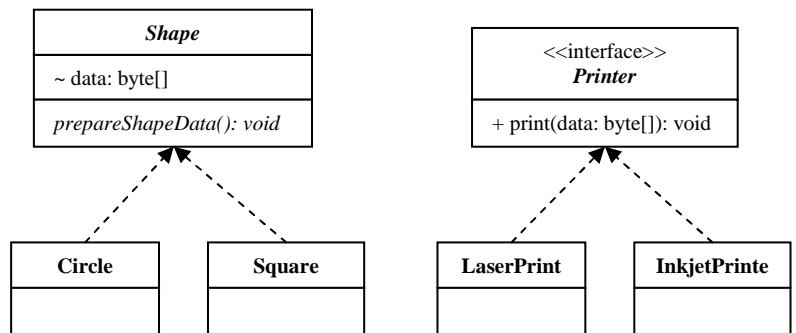 Shape
~ data: byte[]
prepareShapeData(): void
<<interface>>
Printer
+ print(data: byte[]): void
Circle
Square
LaserPrint
InkjetPrinte